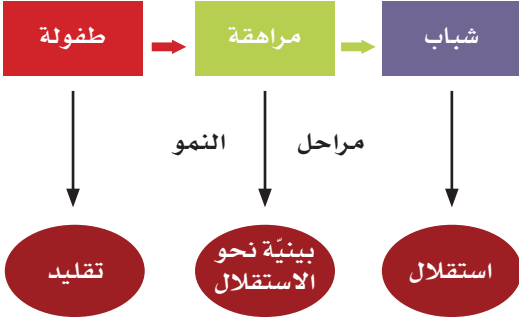 طفولة
مراهقة
شباب
مراحل النمو
تقليد
بينيّة نحو
الاستقلال
استقلال